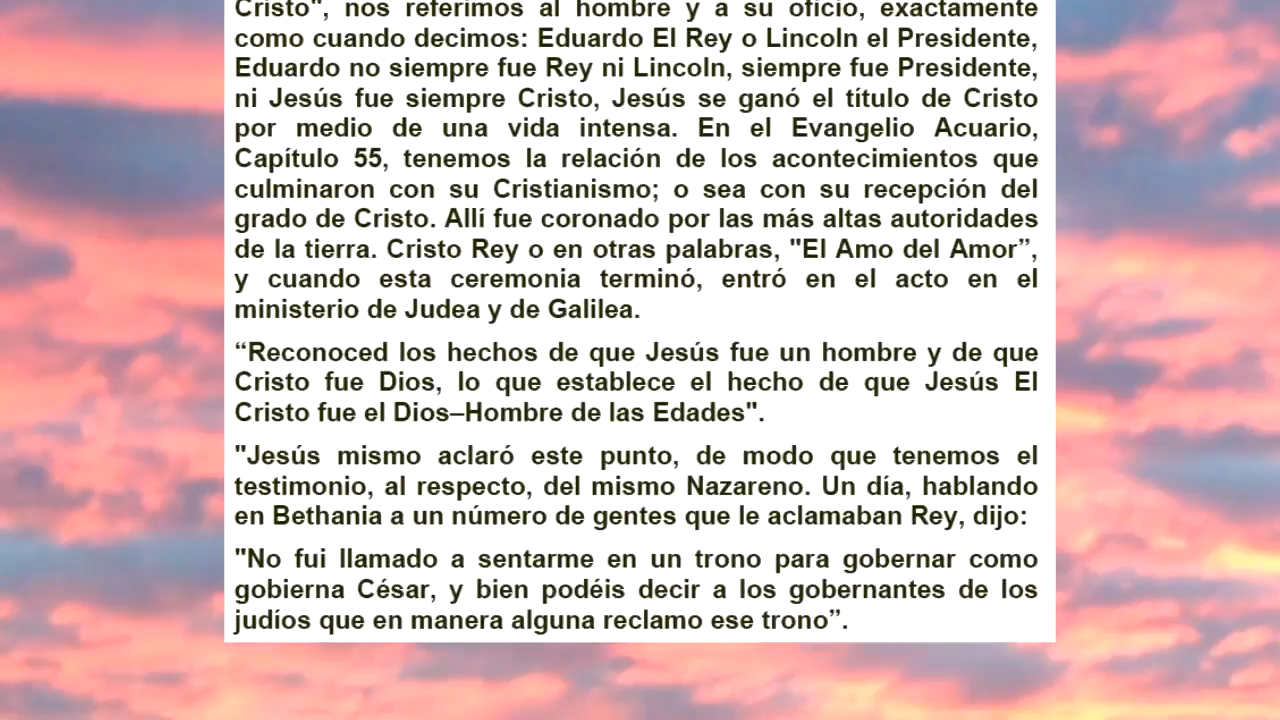 Cristo", nos referimos al hombre y a su oficio, exactamente
como cuando decimos: Eduardo El Rey o Lincoln el Presidente,
Eduardo no siempre fue Rey ni Lincoln, siempre fue Presidente,
ni Jesús fue siempre Cristo, Jesús se ganó el título de Cristo
por medio de una vida intensa. En el Evangelio Acuario,
Capítulo 55, tenemos la relación de los acontecimientos que
culminaron con su Cristianismo; o sea con su recepción del
grado de Cristo. Allí fue coronado por las más altas autoridades
de la tierra. Cristo Rey o en otras palabras, "El Amo del Amor”,
y cuando esta ceremonia terminó, entró en el acto en el
ministerio de Judea y de Galilea.
“Reconoced los hechos de que Jesús fue un hombre y de que
Cristo fue Dios, lo que establece el hecho de que Jesús El
Cristo fue el Dios–Hombre de las Edades".
"Jesús mismo aclaró este punto, de modo que tenemos el
testimonio, al respecto, del mismo Nazareno. Un día, hablando
en Bethania a un número de gentes que le aclamaban Rey, dijo:
"No fui llamado a sentarme en un trono para gobernar como
gobierna César, y bien podéis decir a los gobernantes de los
judíos que en manera alguna reclamo ese trono”.